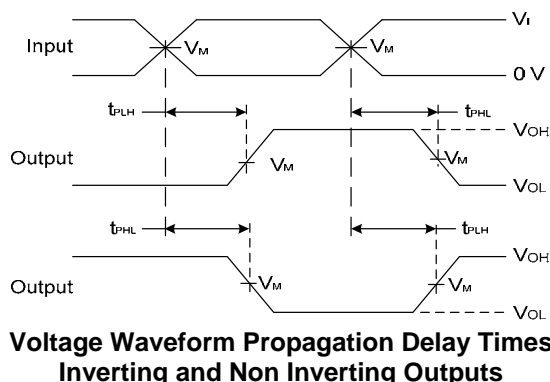 VI
Input VM VM
0 V
tPLH tPHL
VOH
Output VM VM
VOL
tPHL tPLH
VOH
Output VM VM
VOL
Voltage Waveform Propagation Delay Times
Inverting and Non Inverting Outputs